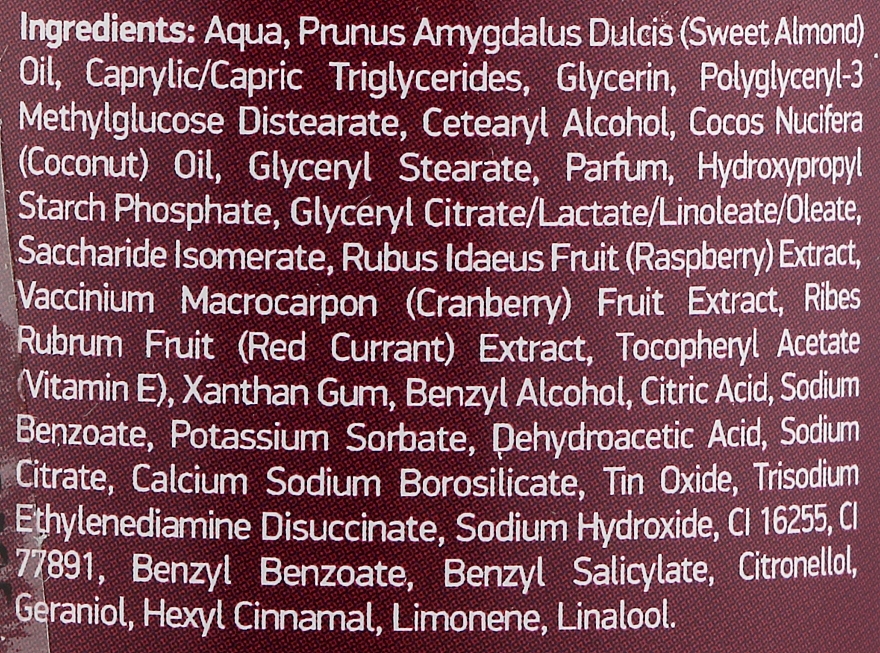 Ingredients: Aqua, Prunus Amygdalus Dulcis (Sweet Almond)
Oil, Caprylic/Capric Triglycerides, Glycerin, Polyglyceryl-3
Methylglucose Distearate, Cetearyl Alcohol, Cocos Nucifera
(Coconut) Oil, Glyceryl Stearate, Parfum, Hydroxypropyl
Starch Phosphate, Glyceryl Citrate/Lactate/Linoleate/Oleate,
Saccharide Isomerate, Rubus Idaeus Fruit (Raspberry) Extract,
Vaccinium Macrocarpon (Cranberry) Fruit Extract, Ribes
Rubrum Fruit (Red Currant) Extract, Tocopheryl Acetate
(Vitamin E), Xanthan Gum, Benzyl Alcohol, Citric Acid, Sodium
Benzoate, Potassium Sorbate, Dehydroacetic Acid, Sodium
Citrate, Calcium Sodium Borosilicate, Tin Oxide, Trisodium
Ethylenediamine Disuccinate, Sodium Hydroxide, CI 16255, CI
77891, Benzyl Benzoate, Benzyl Salicylate, Citronellol,
Geraniol, Hexyl Cinnamal, Limonene, Linalool.